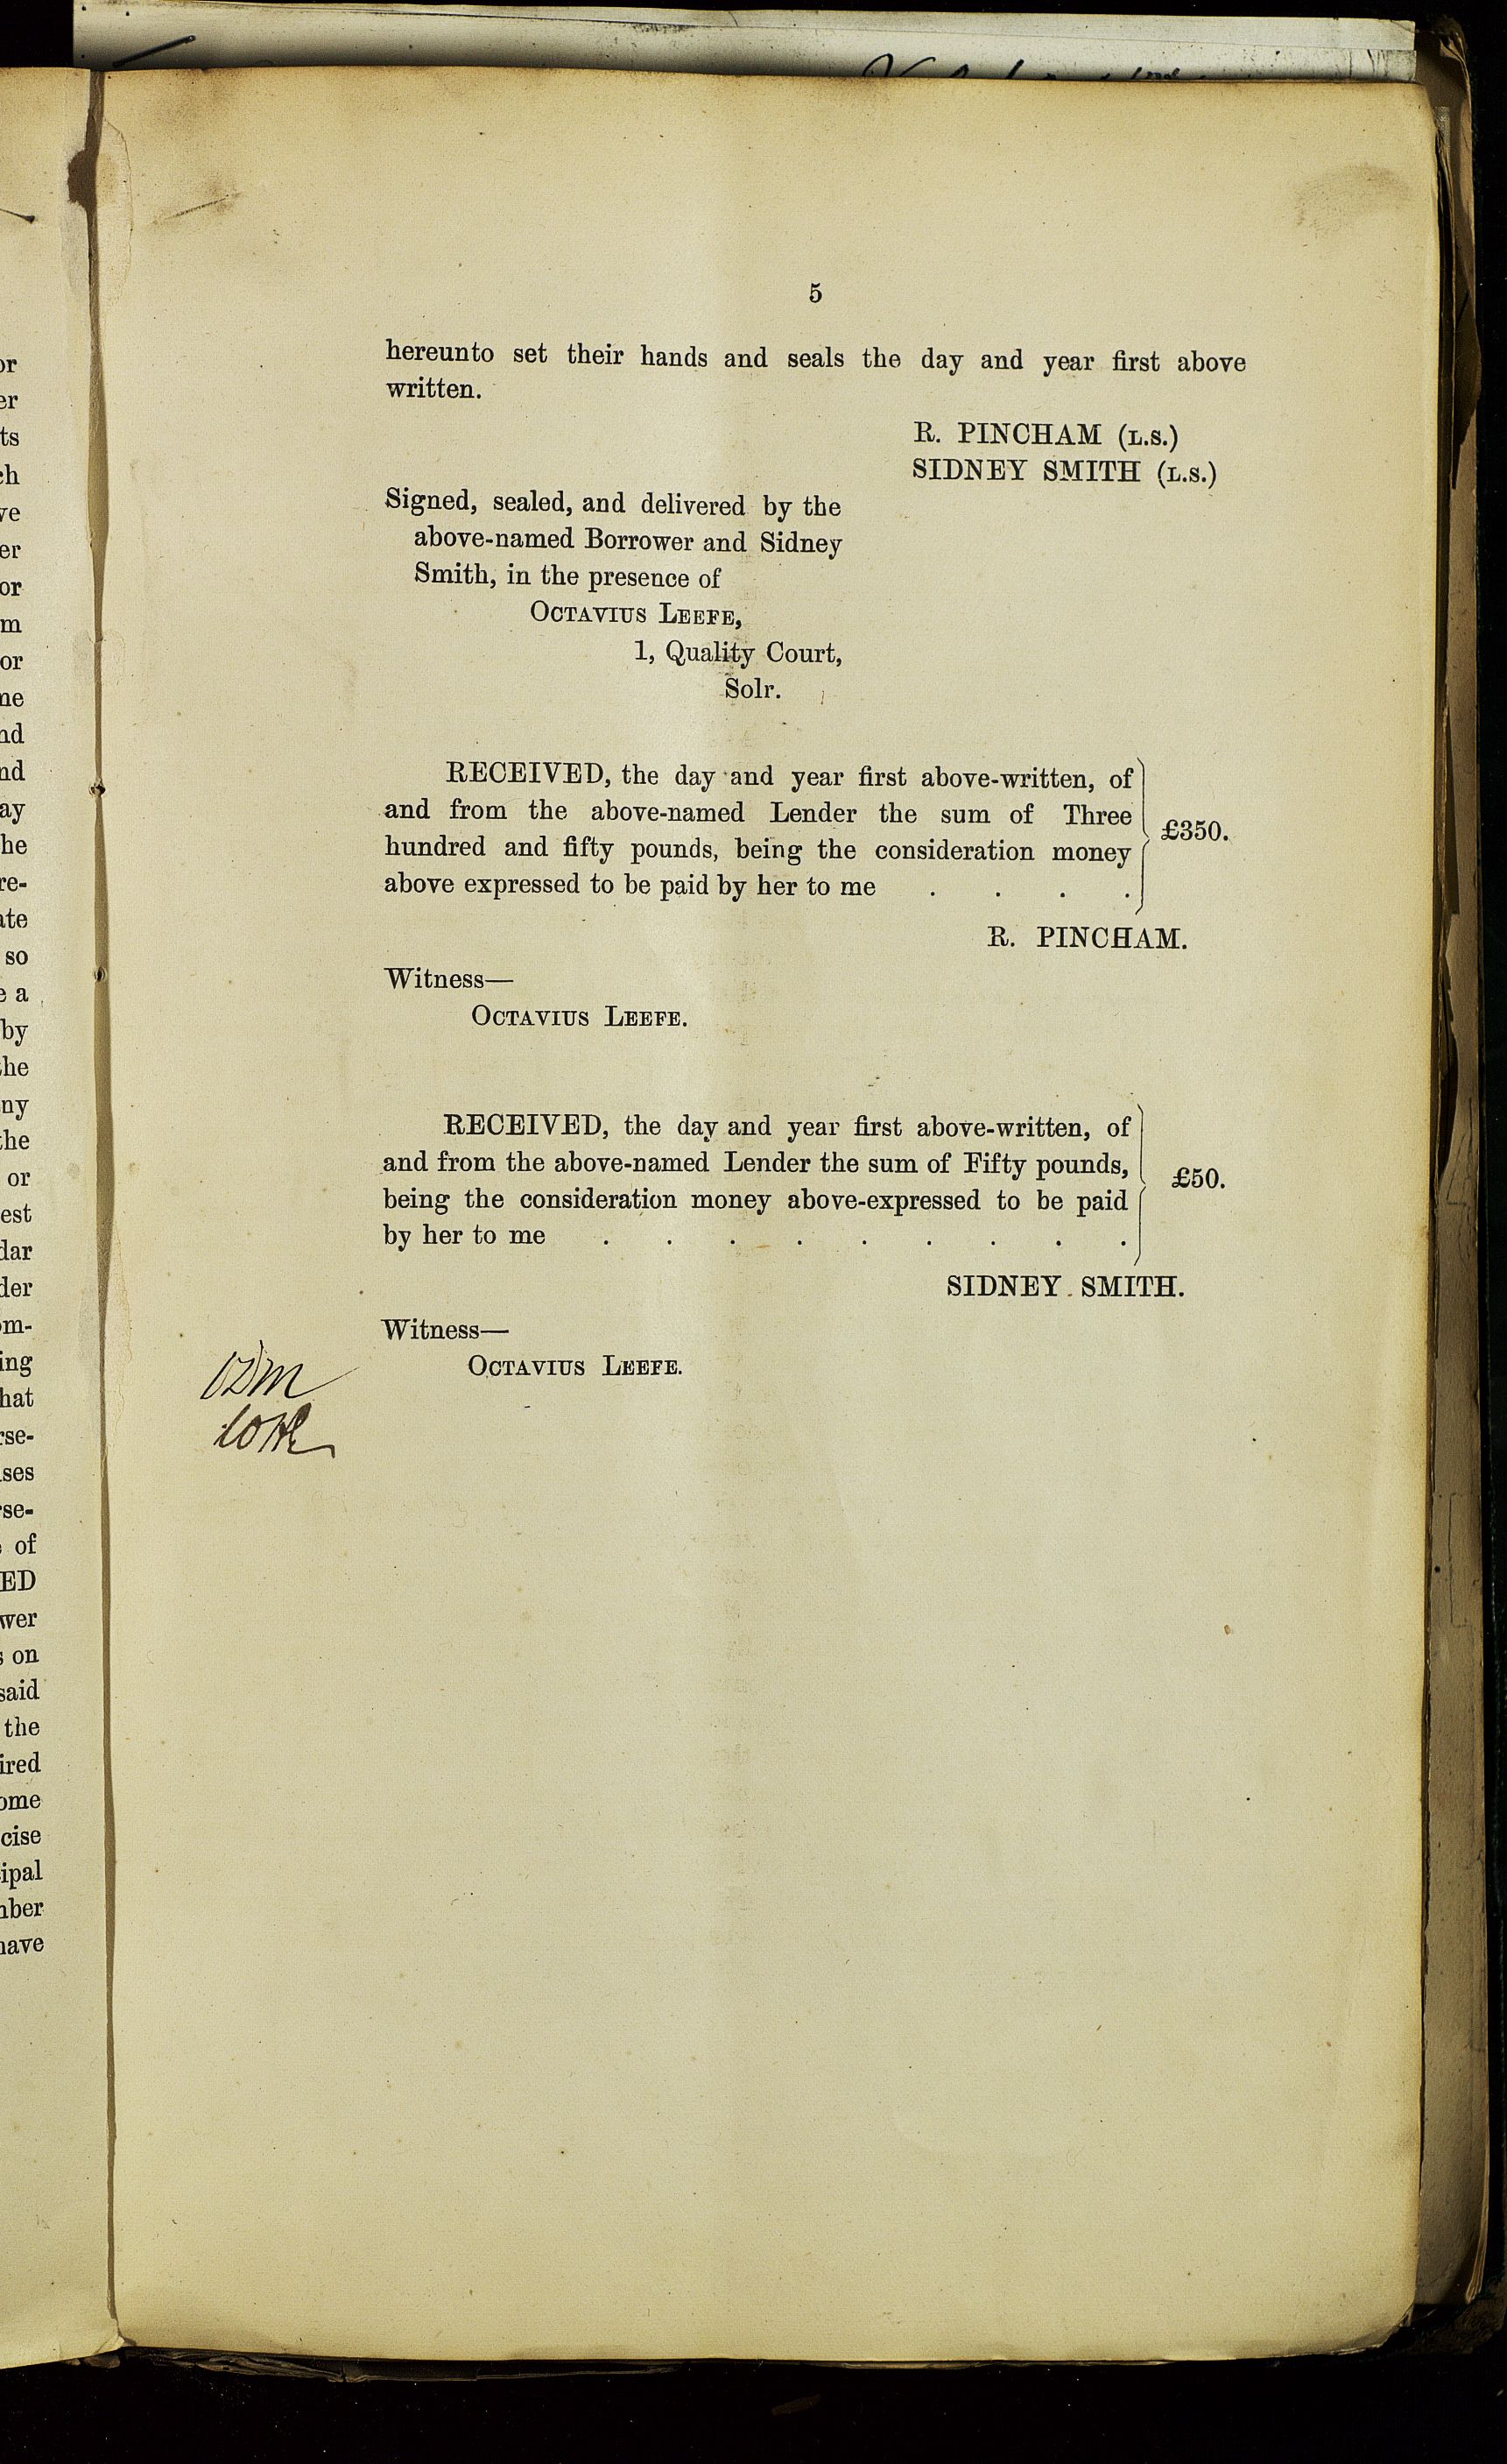 5
hereunto set their hands and seals the day and year first above
written.
R. PINCHAM (L.S.)
SIDNEY SMITH (L.S.)
Signed, sealed, and delivered by the
above-named Borrower and Sidney
Smith, in the presence of
OCTAVIUS LEEFE,
1, Quality Court,
Solr.
RECEIVED, the day and year first above-written, of
and from the above-named Lender the sum of Three
hundred and fifty pounds, being the consideration money
above expressed to be paid by her to me . . . .
£350.
R. PINCHAM.
Witness—
OCTAVIUS LEEFE.
RECEIVED, the day and year first above-written, of
and from the above-named Lender the sum of Fifty pounds,
being the consideration money above-expressed to be paid
by her to me . . . . . . . . .
£50.
SIDNEY SMITH.
Witness—
OCTAVIUS LEEFE.